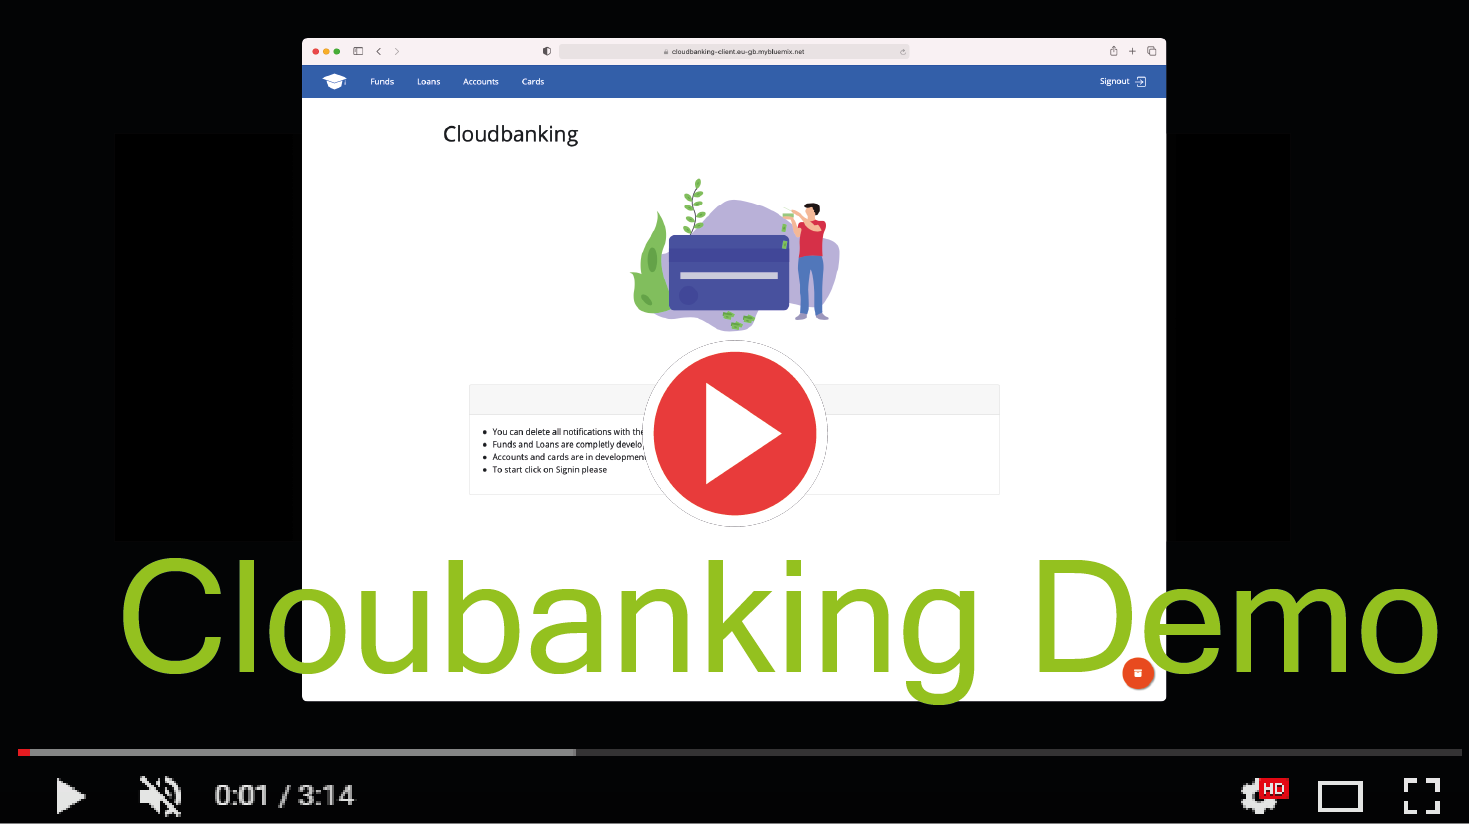 cloudbanking-client.eu-gb.mybluemix.net
Funds Loans Accounts Cards Signout
Cloudbanking
You can delete all notifications with the
Funds and Loans are completly develo
Accounts and cards are in development
To start click on Signin please
Cloubanking Demo
0:01 / 3:14 HD